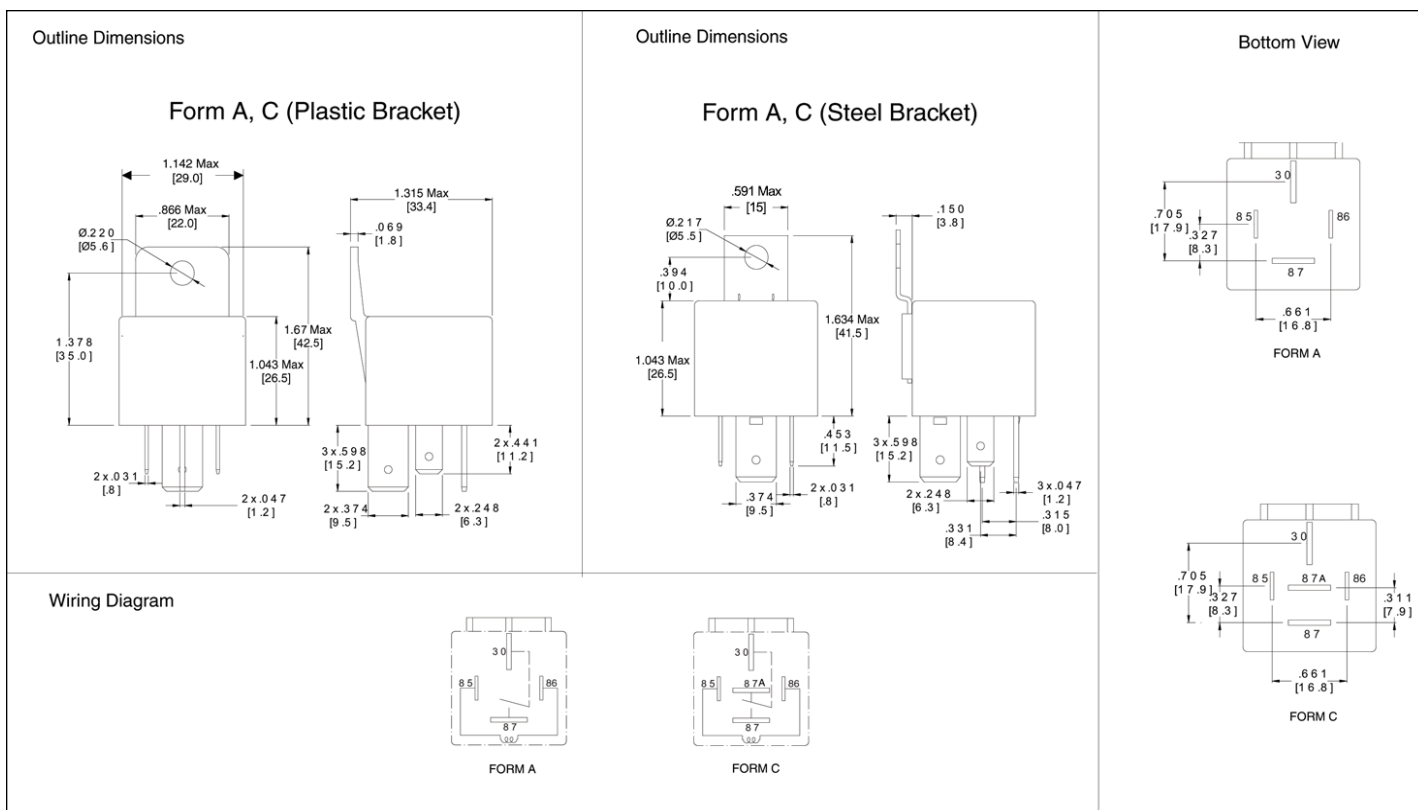 Outline Dimensions
Form A, C (Plastic Bracket)
1.142 Max
[29.0]
.866 Max
[22.0]
Ø.220
[Ø5.6]
1.378
[35.0]
1.67 Max
[42.5]
1.043 Max
[26.5]
2 x .031
[.8]
2 x .047
[1.2]
1.315 Max
[33.4]
.069
[1.8]
3 x .598
[15.2]
2 x .441
[11.2]
2 x .374
[9.5]
2 x .248
[6.3]
Outline Dimensions
Form A, C (Steel Bracket)
.591 Max
[15]
Ø.217
[Ø5.5]
.394
[10.0]
1.634 Max
[41.5]
1.043 Max
[26.5]
.453
[11.5]
.374
[9.5]
2 x .031
[.8]
.150
[3.8]
3 x .598
[15.2]
2 x .248
[6.3]
3 x .047
[1.2]
.315
[8.0]
.331
[8.4]
Bottom View
30
.705
[17.9]
85
86
.327
[8.3]
87
.661
[16.8]
FORM A
30
.705
[17.9]
85
87A
86
.327
[8.3]
.311
[7.9]
87
.661
[16.8]
FORM C
Wiring Diagram
30
85
86
87
FORM A
30
85
87A
86
87
FORM C